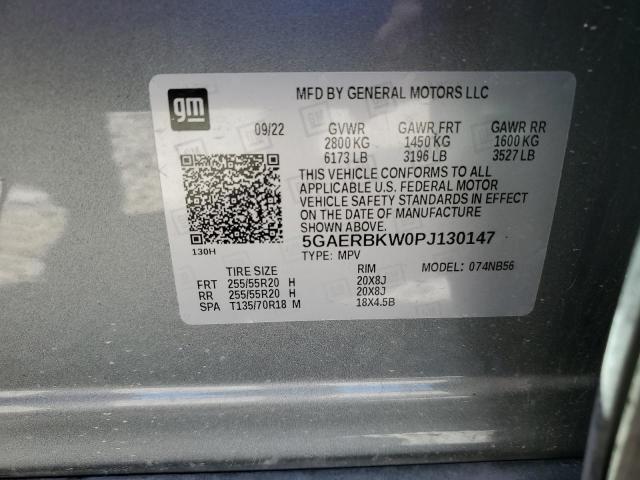 gm
MFD BY GENERAL MOTORS LLC
09/22 GVWR GAWR FRT GAWR RR
2800 KG 1450 KG 1600 KG
6173 LB 3196 LB 3527 LB
THIS VEHICLE CONFORMS TO ALL
APPLICABLE U.S. FEDERAL MOTOR
VEHICLE SAFETY STANDARDS IN EFFECT
ON THE DATE OF MANUFACTURE
SHOWN ABOVE.
130H
5GAERBKW0PJ130147
TYPE: MPV MODEL: 074NB56
TIRE SIZE RIM
FRT 255/55R20 H 20X8J
RR 255/55R20 H 20X8J
SPA T135/70R18 M 18X4.5B